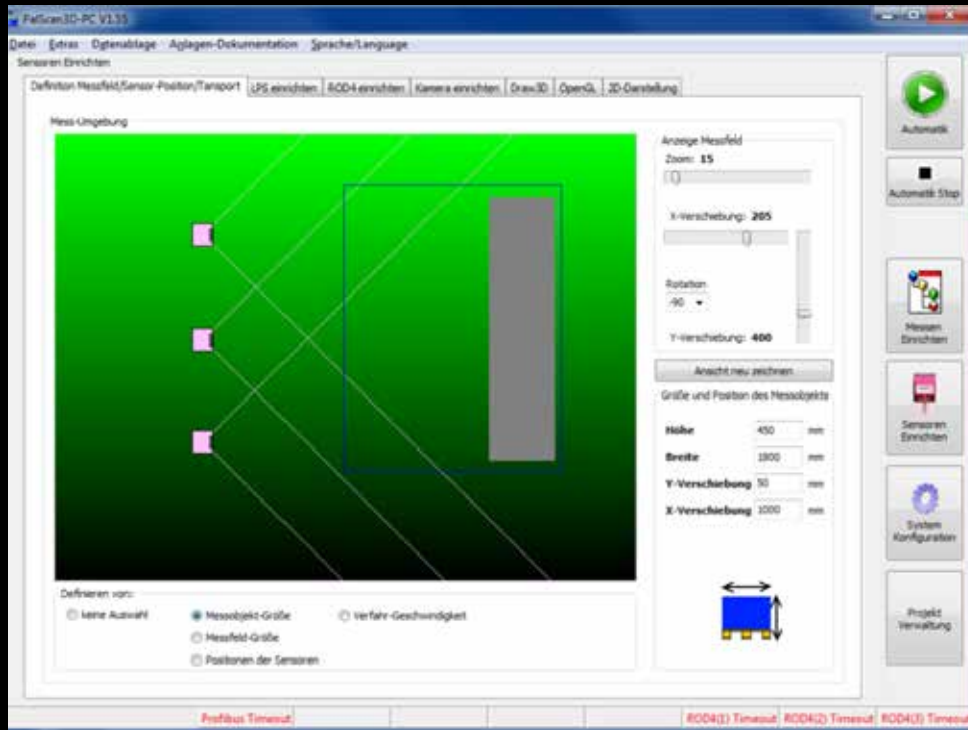 PalScan3D-PC V1.55
Datei Extras Datenablage Anlagen-Dokumentation Sprache/Language
Sensoren Einrichten
Definition Messfeld/Sensor-Position/Tansport LPS einrichten ROD4 einrichten Kamera einrichten Draw3D OpenGL 2D-Darstellung
Mess-Umgebung
Anzeige Messfeld
Zoom: 15
X-Verschiebung: 205
Rotation
-90
Y-Verschiebung: 400
Ansicht neu zeichnen
Größe und Position des Messobjekts
Höhe 450 mm
Breite 1800 mm
Y-Verschiebung 50 mm
X-Verschiebung 1000 mm
Definieren von:
keine Auswahl
Messobjekt-Größe
Verfahr-Geschwindigkeit
Messfeld-Größe
Positionen der Sensoren
Automatik
Automatik Stop
Messen
Einrichten
Sensoren
Einrichten
System
Konfiguration
Projekt
Verwaltung
Profibus Timeout
ROD4(1) Timeout
ROD4(2) Timeout
ROD4(3) Timeout